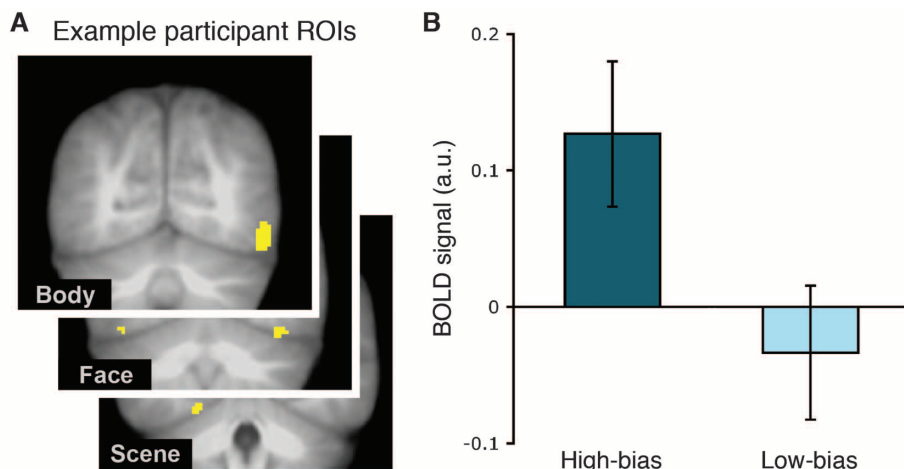 A
Example participant ROIs
Body
Face
Scene
B
BOLD signal (a.u.)
0.2
0.1
0
-0.1
High-bias
Low-bias